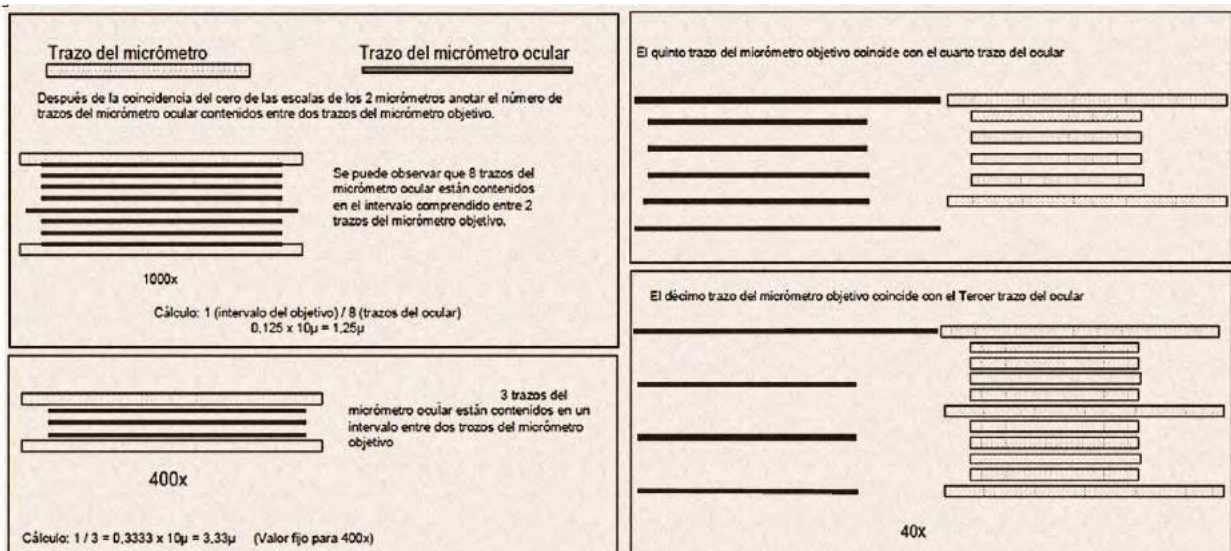 Trazo del micrómetro
Trazo del micrómetro ocular
Después de la coincidencia del cero de las escalas de los 2 micrómetros anotar el número de
trazos del micrómetro ocular contenidos entre dos trazos del micrómetro objetivo.
Se puede observar que 8 trazos del
micrómetro ocular están contenidos
en el intervalo comprendido entre 2
trazos del micrómetro objetivo.
1000x
Cálculo: 1 (intervalo del objetivo) / 8 (trazos del ocular)
0,125 x 10µ = 1,25µ
3 trazos del
micrómetro ocular están contenidos en un
intervalo entre dos trozos del micrómetro
objetivo
400x
Cálculo: 1 / 3 = 0,3333 x 10µ = 3,33µ (Valor fijo para 400x)
El quinto trazo del micrómetro objetivo coincide con el cuarto trazo del ocular
El décimo trazo del micrómetro objetivo coincide con el Tercer trazo del ocular
40x